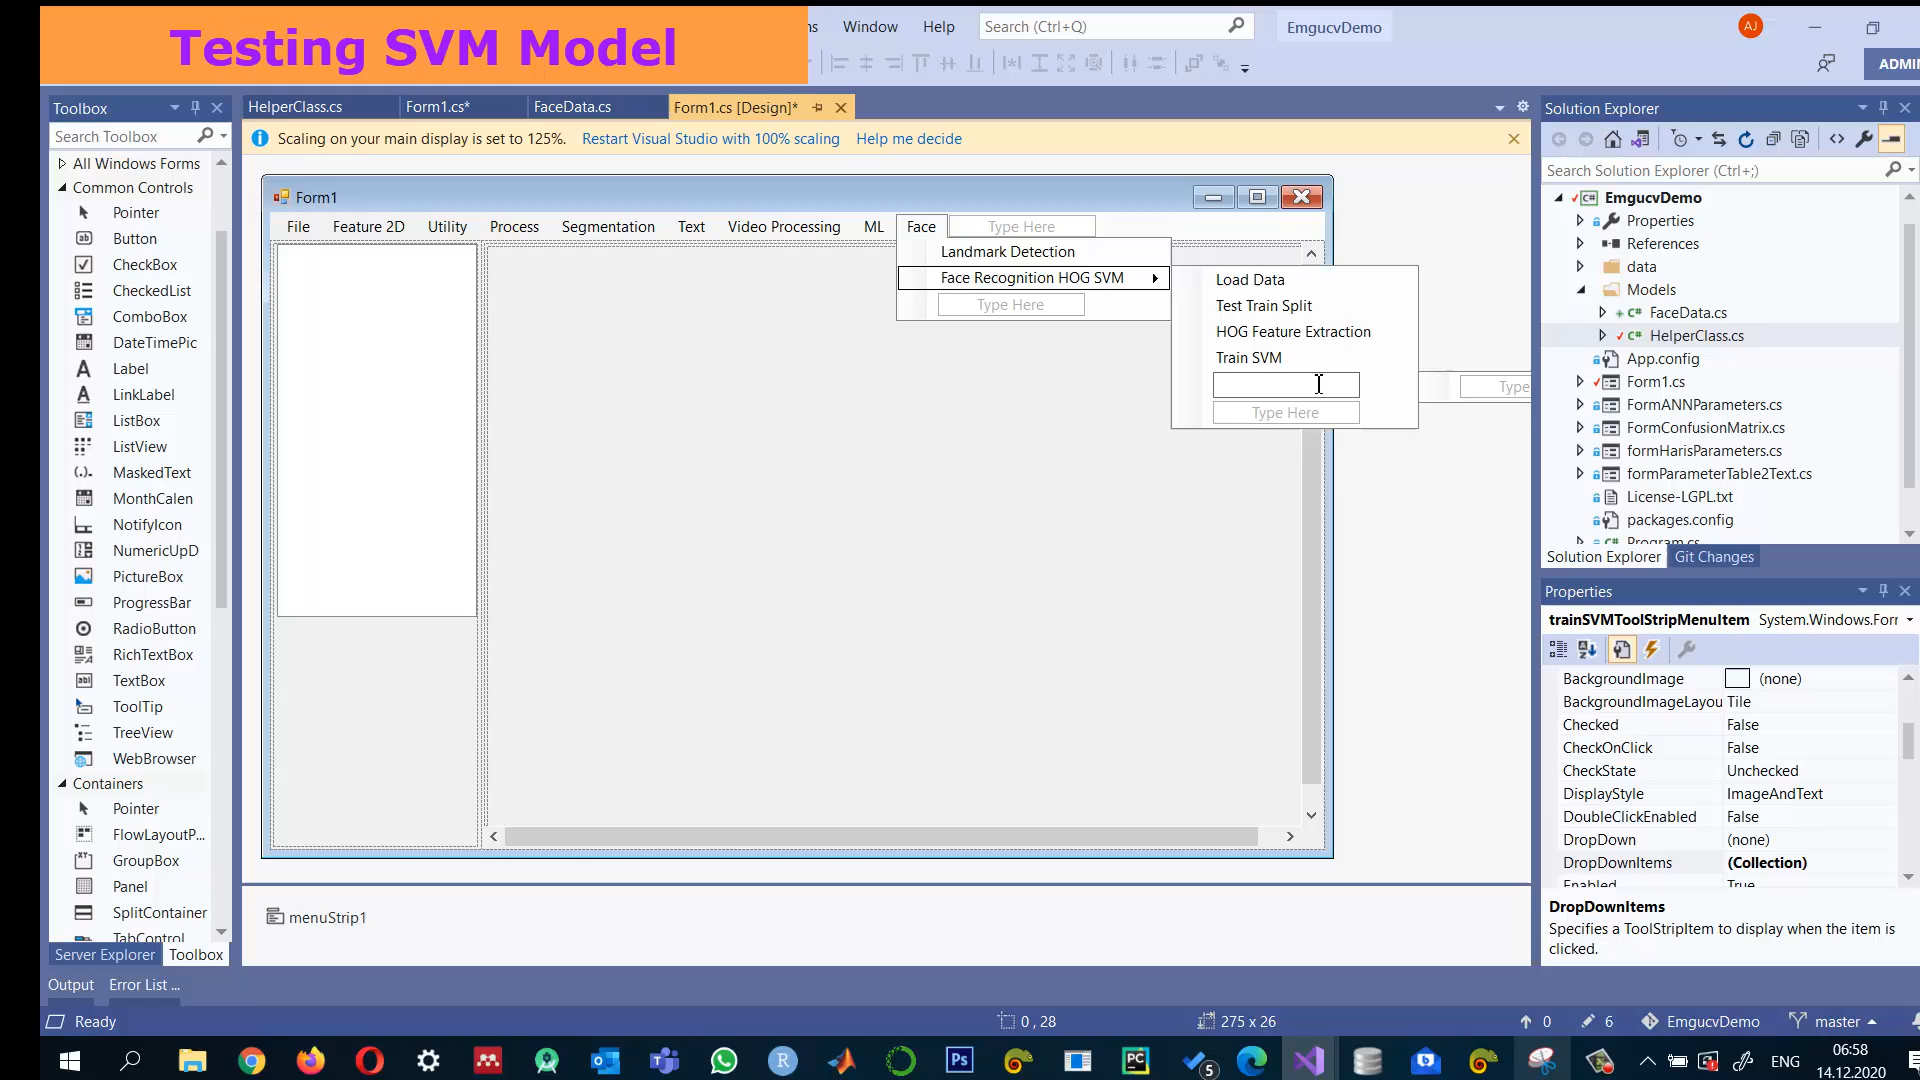 Testing SVM Model
Window Help Search (Ctrl+Q) EmgucvDemo AJ
ADMIN
Toolbox
Search Toolbox
All Windows Forms
Common Controls
Pointer
Button
CheckBox
CheckedList
ComboBox
DateTimePic
Label
LinkLabel
ListBox
ListView
MaskedText
MonthCalen
NotifyIcon
NumericUpD
PictureBox
ProgressBar
RadioButton
RichTextBox
TextBox
ToolTip
TreeView
WebBrowser
Containers
Pointer
FlowLayoutP...
GroupBox
Panel
SplitContainer
TabControl
Server Explorer Toolbox
HelperClass.cs Form1.cs* FaceData.cs Form1.cs [Design]*
Scaling on your main display is set to 125%. Restart Visual Studio with 100% scaling Help me decide
Form1
File Feature 2D Utility Process Segmentation Text Video Processing ML Face Type Here
Landmark Detection
Face Recognition HOG SVM
Type Here
Load Data
Test Train Split
HOG Feature Extraction
Train SVM
Type
Type Here
menuStrip1
Solution Explorer
Search Solution Explorer (Ctrl+;)
EmgucvDemo
Properties
References
data
Models
FaceData.cs
HelperClass.cs
App.config
Form1.cs
FormANNParameters.cs
FormConfusionMatrix.cs
formHarisParameters.cs
formParameterTable2Text.cs
License-LGPL.txt
packages.config
Program.cs
Solution Explorer Git Changes
Properties
trainSVMToolStripMenuItem System.Windows.For
BackgroundImage (none)
BackgroundImageLayou Tile
Checked False
CheckOnClick False
CheckState Unchecked
DisplayStyle ImageAndText
DoubleClickEnabled False
DropDown (none)
DropDownItems (Collection)
Enabled True
DropDownItems
Specifies a ToolStripItem to display when the item is
clicked.
Output Error List ...
Ready 0 , 28 275 x 26 0 6 EmgucvDemo master
ENG 06:58
14.12.2020